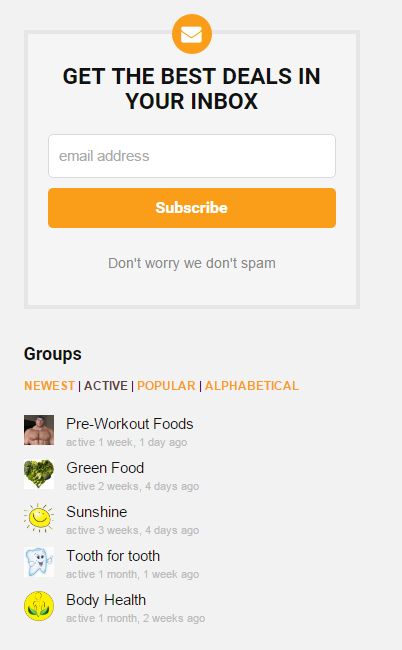 GET THE BEST DEALS IN
YOUR INBOX
email address
Subscribe
Don't worry we don't spam
Groups
NEWEST | ACTIVE | POPULAR | ALPHABETICAL
Pre-Workout Foods
active 1 week, 1 day ago
Green Food
active 2 weeks, 4 days ago
Sunshine
active 3 weeks, 4 days ago
Tooth for tooth
active 1 month, 1 week ago
Body Health
active 1 month, 2 weeks ago